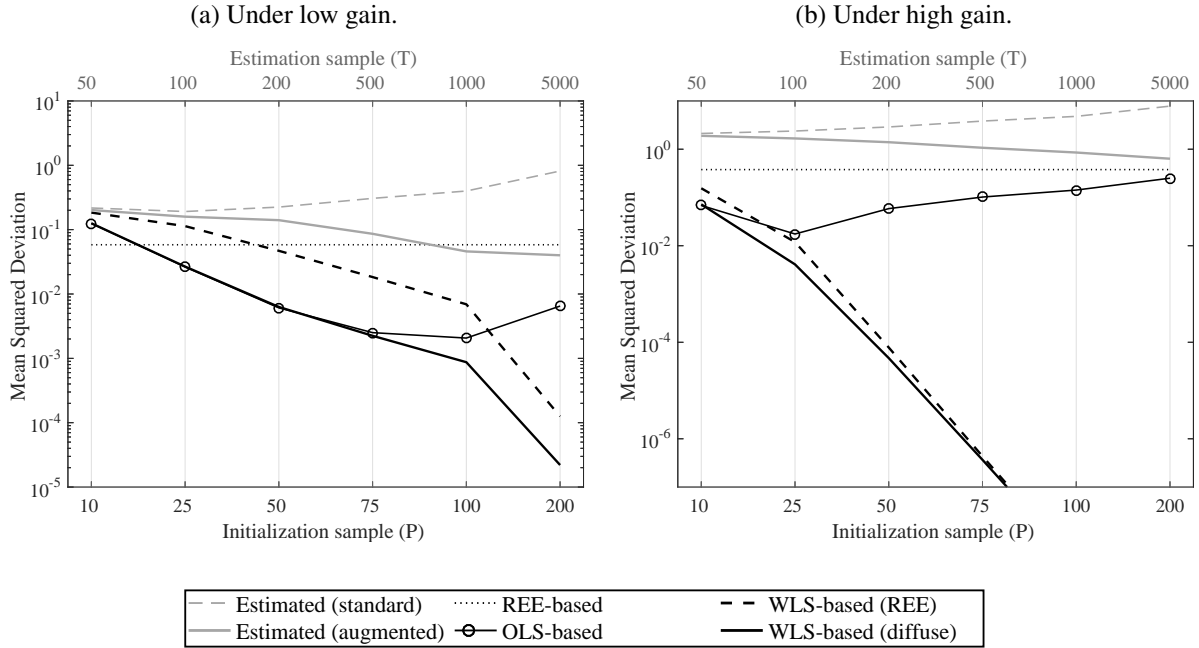 (a) Under low gain.
(b) Under high gain.
Estimation sample (T)
50 100 200 500 1000 5000
10^1
10^0
10^-1
10^-2
10^-3
10^-4
10^-5
Mean Squared Deviation
10 25 50 75 100 200
Initialization sample (P)
Estimation sample (T)
50 100 200 500 1000 5000
10^0
10^-2
10^-4
10^-6
Mean Squared Deviation
10 25 50 75 100 200
Initialization sample (P)
Estimated (standard) REE-based WLS-based (REE)
Estimated (augmented) OLS-based WLS-based (diffuse)